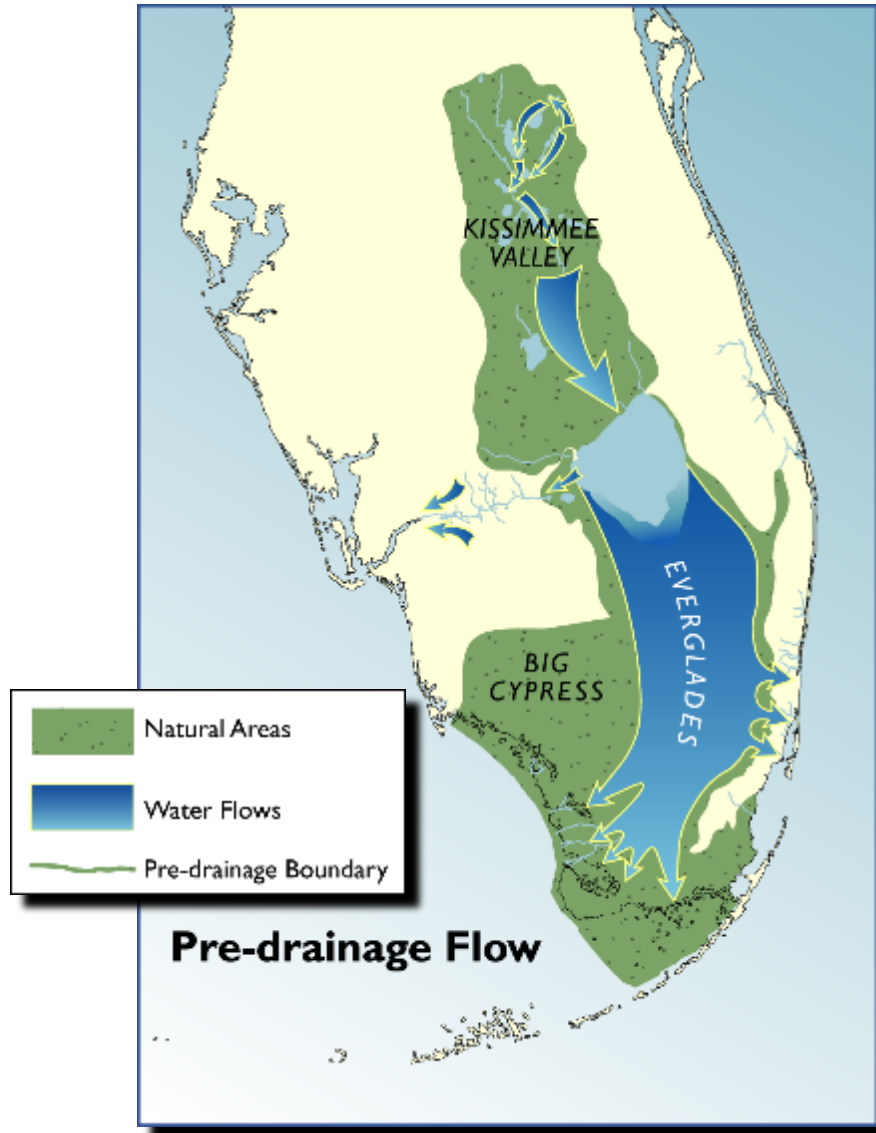 KISSIMMEE
VALLEY
EVERGLADES
BIG
CYPRESS
Natural Areas
Water Flows
Pre-drainage Boundary
Pre-drainage Flow